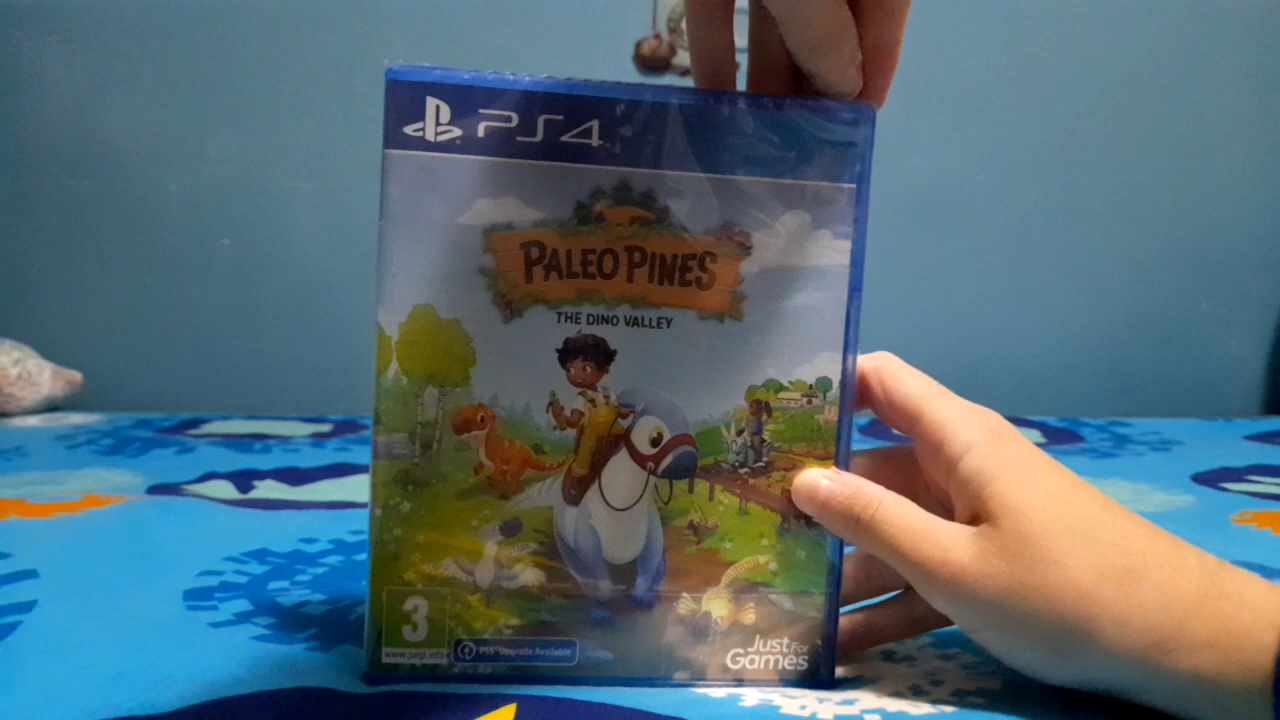 PS4
PALEO PINES
THE DINO VALLEY
3
www.pegi.info
PS5 Upgrade Available
Just For
Games